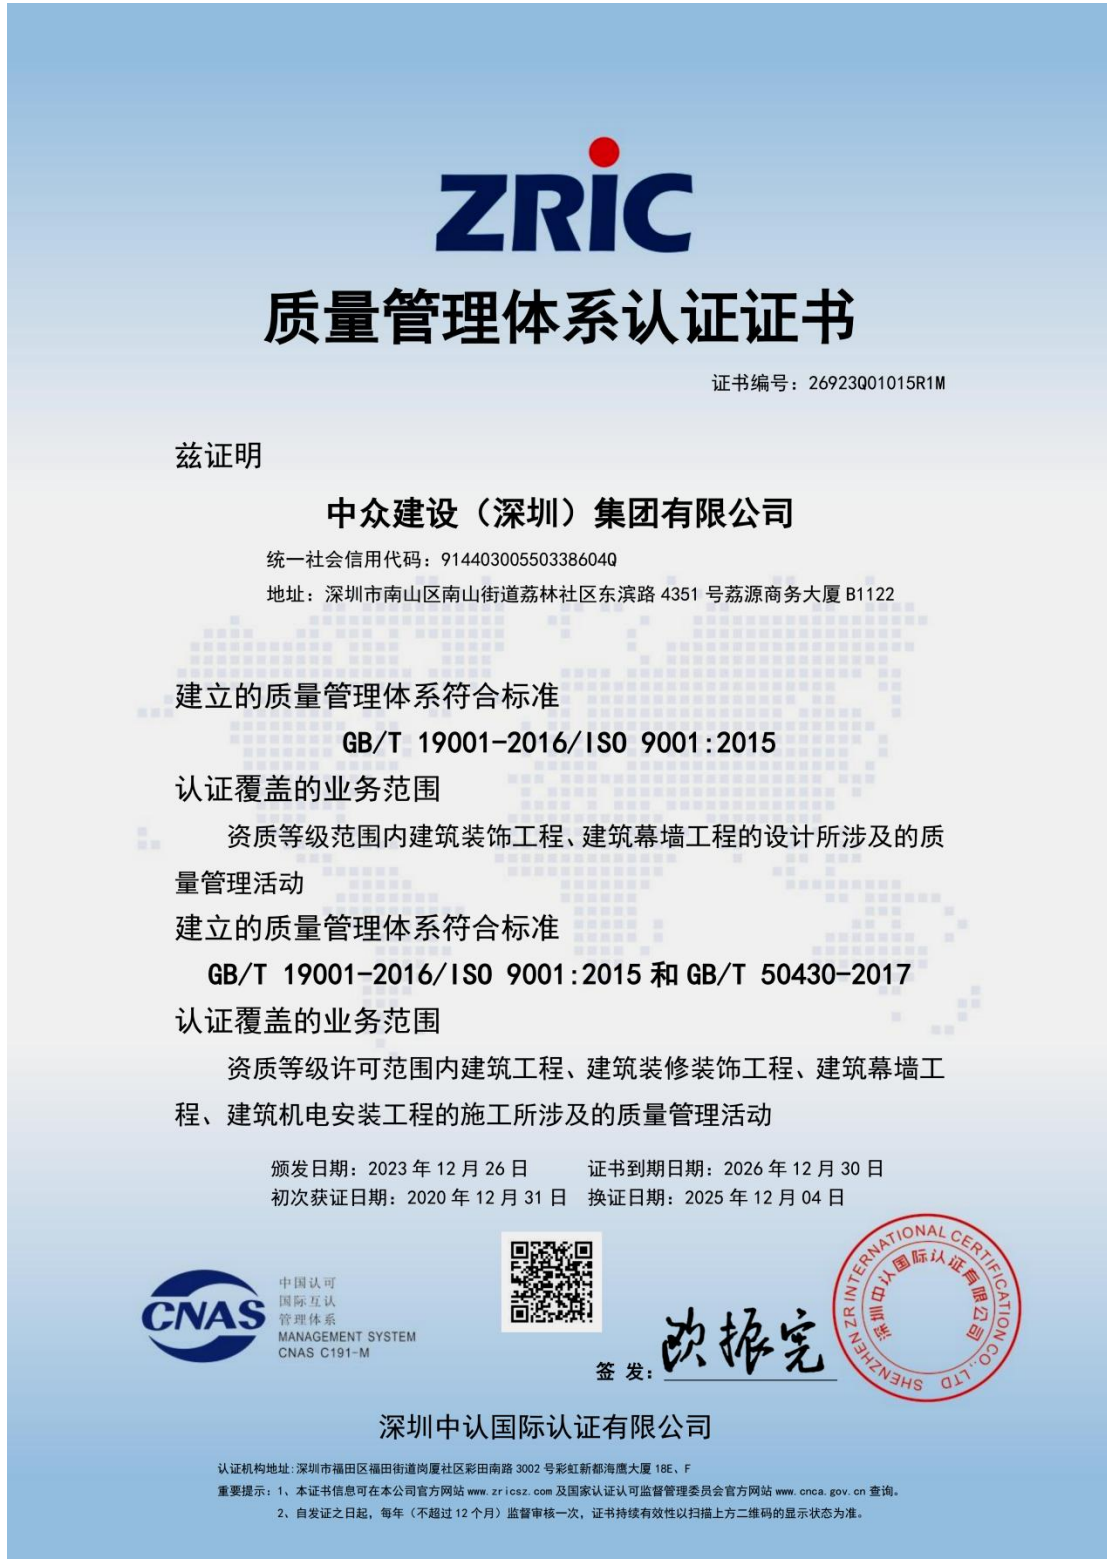 ZRIC
质量管理体系认证证书
证书编号：26923Q01015R1M
兹证明
中众建设（深圳）集团有限公司
统一社会信用代码：91440300550338604Q
地址：深圳市南山区南山街道荔林社区东滨路 4351 号荔源商务大厦 B1122
建立的质量管理体系符合标准
GB/T 19001-2016/ISO 9001:2015
认证覆盖的业务范围
资质等级范围内建筑装饰工程、建筑幕墙工程的设计所涉及的质
量管理活动
建立的质量管理体系符合标准
GB/T 19001-2016/ISO 9001:2015 和 GB/T 50430-2017
认证覆盖的业务范围
资质等级许可范围内建筑工程、建筑装修装饰工程、建筑幕墙工
程、建筑机电安装工程的施工所涉及的质量管理活动
颁发日期：2023 年 12 月 26 日 证书到期日期：2026 年 12 月 30 日
初次获证日期：2020 年 12 月 31 日 换证日期：2025 年 12 月 04 日
CNAS
中国认可
国际互认
管理体系
MANAGEMENT SYSTEM
CNAS C191-M
签 发：欧振宪
SHENZHEN ZR INTERNATIONAL CERTIFICATION CO.,LTD
深圳中认国际认证有限公司
深圳中认国际认证有限公司
认证机构地址:深圳市福田区福田街道岗厦社区彩田南路 3002 号彩虹新都海鹰大厦 18E、F
重要提示：1、本证书信息可在本公司官方网站 www.zricsz.com 及国家认证认可监督管理委员会官方网站 www.cnca.gov.cn 查询。
2、自发证之日起，每年（不超过 12 个月）监督审核一次，证书持续有效性以扫描上方二维码的显示状态为准。